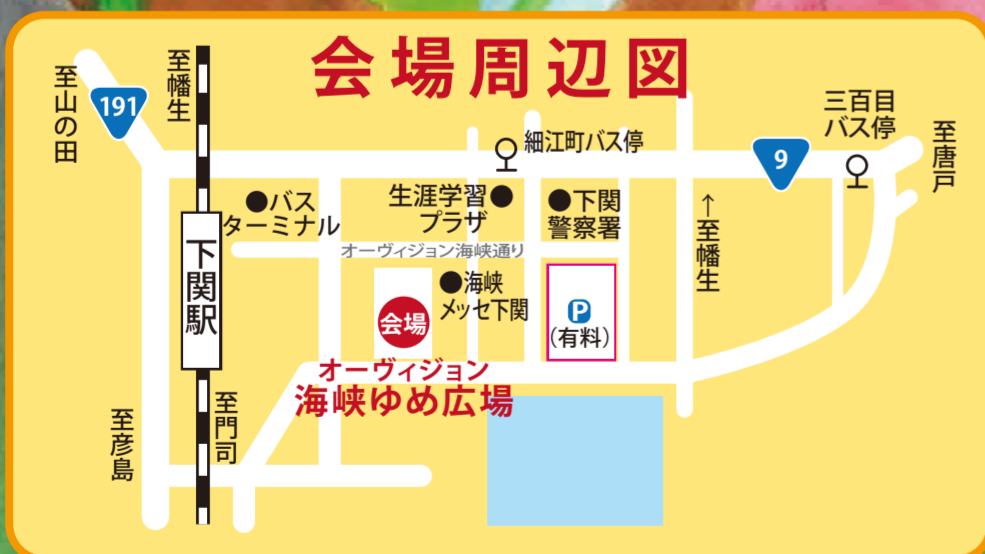 会場周辺図
至山の田
191
至幡生
細江町バス停
9
三百目
バス停
至唐戸
●バス
ターミナル
生涯学習●
プラザ
●下関
警察署
↑至幡生
オーヴィジョン海峡通り
下関駅
●海峡
メッセ下関
会場
P
(有料)
オーヴィジョン
海峡ゆめ広場
至彦島
至門司